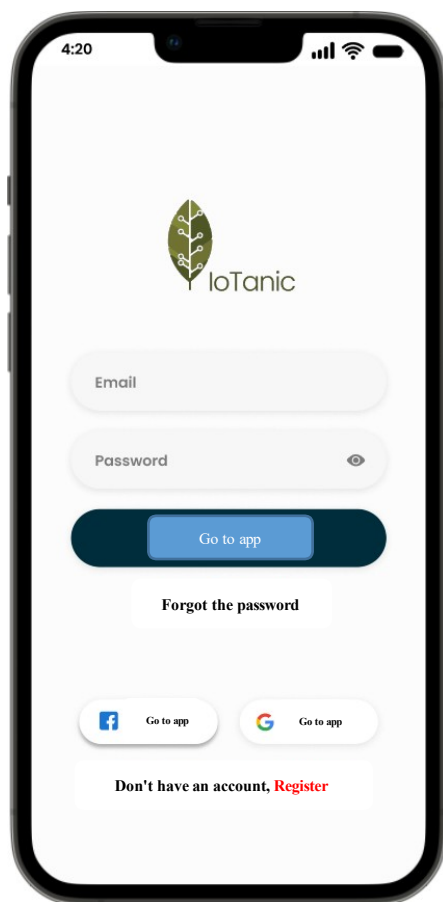 4:20
IoTanic
Email
Password
Go to app
Forgot the password
Go to app
Go to app
Don't have an account, Register